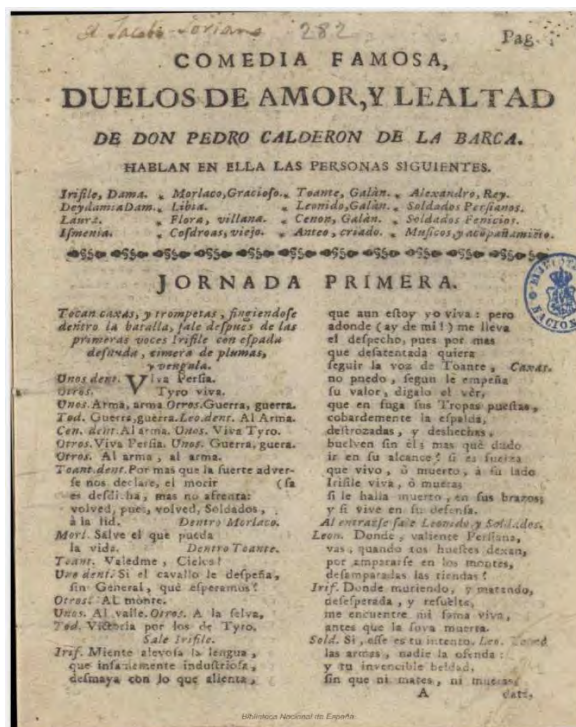 Jacobo Soriano 282
Pag.
COMEDIA FAMOSA,
DUELOS DE AMOR, Y LEALTAD
DE DON PEDRO CALDERON DE LA BARCA.
HABLAN EN ELLA LAS PERSONAS SIGUIENTES.
Irifile, Dama. * Morlaco, Gracioso. * Toante, Galàn. * Alexandro, Rey.
Deydamia Dam. * Libia. * Leonido, Galàn. * Soldados Persianos.
Laura. * Flora, villana. * Cenon, Galàn. * Soldados Fenicios.
Ismenia. * Cosdroas, viejo. * Anteo, criado. * Musicos, y acōpañamiēto.
JORNADA PRIMERA.
Tocan caxas, y trompetas, fingiendose
dentro la batalla, sale despues de las
primeras voces Irifile con espada
desnuda, cimera de plumas,
y vengala.
Unos dent. Viva Persia.
Otros. Tyro viva.
Unos. Arma, arma Otros. Guerra, guerra.
Tod. Guerra, guerra. Leo. dent. Al Arma.
Cen. dent. Al arma. Unos. Viva Tyro.
Otros. Viva Persia. Unos. Guerra, guera.
Otros. Al arma, al arma.
Toant. dent. Por mas que la suerte adver-
se nos declare, el morir (sa
es desdicha, mas no afrenta:
volved, pues, volved, Soldados,
à la lid. Dentro Morlaco.
Morl. Salve el que pueda
la vida. Dentro Toante.
Toant. Valedme, Cielos!
Uno dent. Si el cavallo le despeña,
sin General, què esperamos?
Otros. AL monte.
Unos. Al valle. Otros. A la selva,
Tod. Victoria por los de Tyro.
Sale Irifile.
Irif. Miente alevosa la lengua,
que infamemente industriosa,
desmaya con lo que alienta,
que aun estoy yo viva: pero
adonde (ay de mi!) me lleva
el despecho, pues por mas
que desatentada quiera
seguir la voz de Toante, Caxas.
no puedo, segun le empeña
su valor, digalo el vèr,
que en fuga sus Tropas puestas,
cobardemente la espalda,
destrozadas, y deshechas,
buelven sin èl; mas què dudo
ir en su alcance? si es fuerza
que vivo, ò muerto, à su lado
Irifile viva, ò muera;
si le halla muerto, en sus brazos;
y si vive en su defensa.
Al entrarse sale Leonido y Soldados.
Leon. Donde, valiente Persiana,
vas, quando tus huestes dexan,
por ampararse en los montes,
desamparadas las tiendas?
Irif. Donde muriendo, y matando,
desesperada, y resuelta,
me encuentre mi fama viva,
antes que la suya muerta.
Sold. Si, esse es tu intento. Leo.
las armas, nadie la ofenda:
y tu invencible beldad,
sin que ni mates, ni mueras,
A date,
BIBLIOTECA NACIONAL
Biblioteca Nacional de España